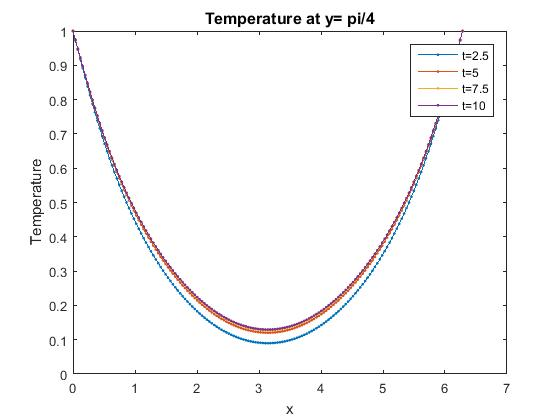 Temperature at y= pi/4
1
0.9
0.8
0.7
0.6
0.5
0.4
0.3
0.2
0.1
0
Temperature
t=2.5
t=5
t=7.5
t=10
0 1 2 3 4 5 6 7
x